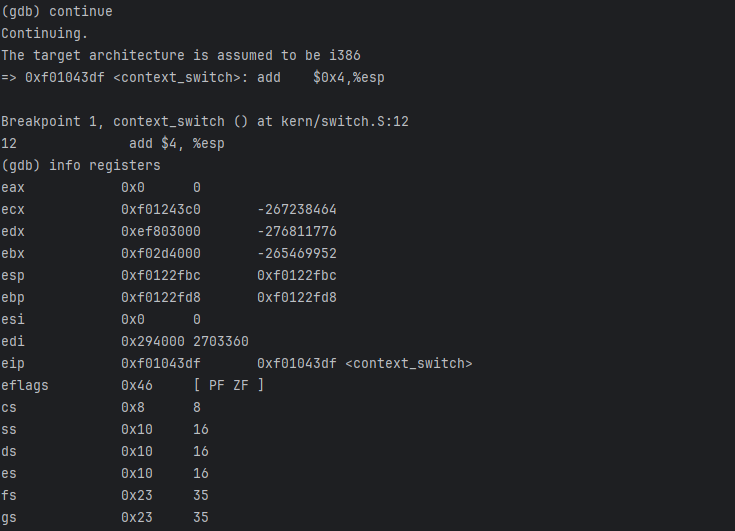 (gdb) continue
Continuing.
The target architecture is assumed to be i386
=> 0xf01043df <context_switch>: add    $0x4,%esp

Breakpoint 1, context_switch () at kern/switch.S:12
12              add $4, %esp
(gdb) info registers
eax            0x0      0
ecx            0xf01243c0       -267238464
edx            0xef803000       -276811776
ebx            0xf02d4000       -265469952
esp            0xf0122fbc       0xf0122fbc
ebp            0xf0122fd8       0xf0122fd8
esi            0x0      0
edi            0x294000 2703360
eip            0xf01043df       0xf01043df <context_switch>
eflags         0x46     [ PF ZF ]
cs             0x8      8
ss             0x10     16
ds             0x10     16
es             0x10     16
fs             0x23     35
gs             0x23     35